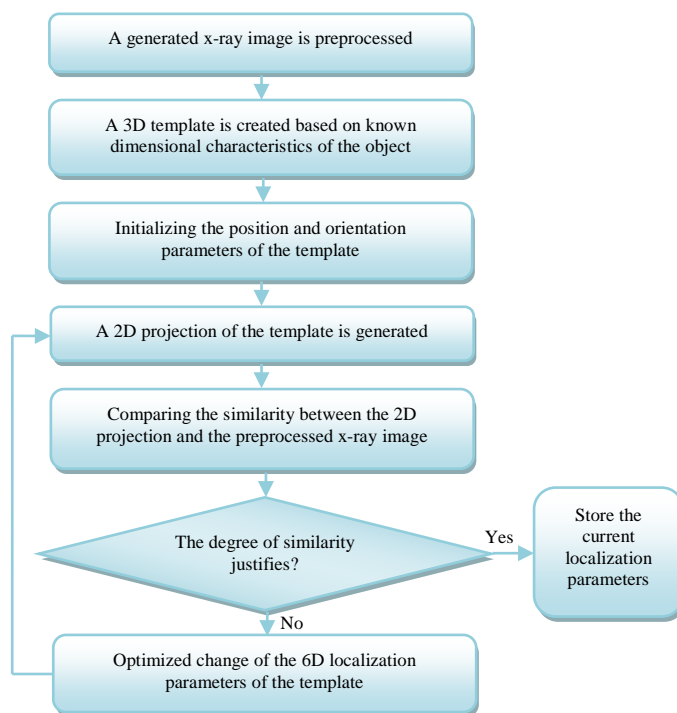 A generated x-ray image is preprocessed
A 3D template is created based on known
dimensional characteristics of the object
Initializing the position and orientation
parameters of the template
A 2D projection of the template is generated
Comparing the similarity between the 2D
projection and the preprocessed x-ray image
The degree of similarity
justifies?
Yes
Store the
current
localization
parameters
No
Optimized change of the 6D localization
parameters of the template